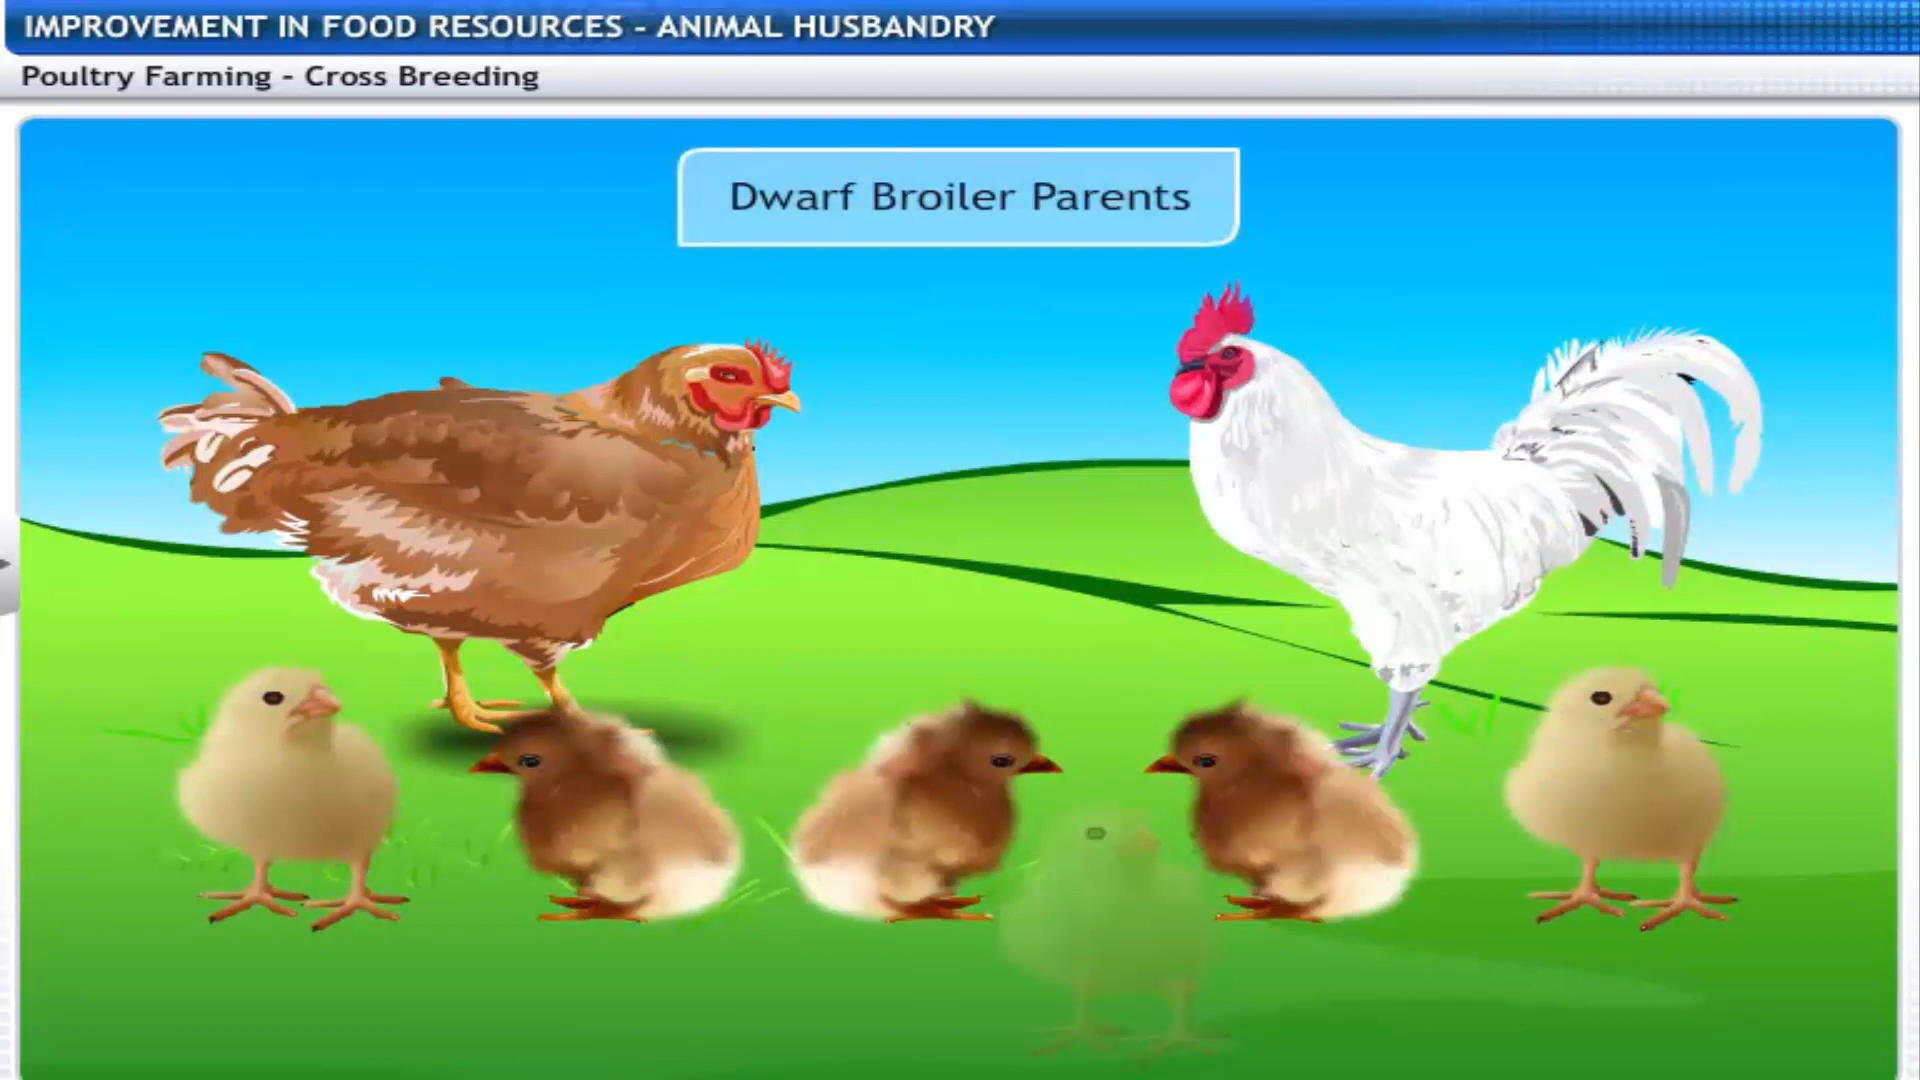 IMPROVEMENT IN FOOD RESOURCES - ANIMAL HUSBANDRY
Poultry Farming - Cross Breeding
Dwarf Broiler Parents